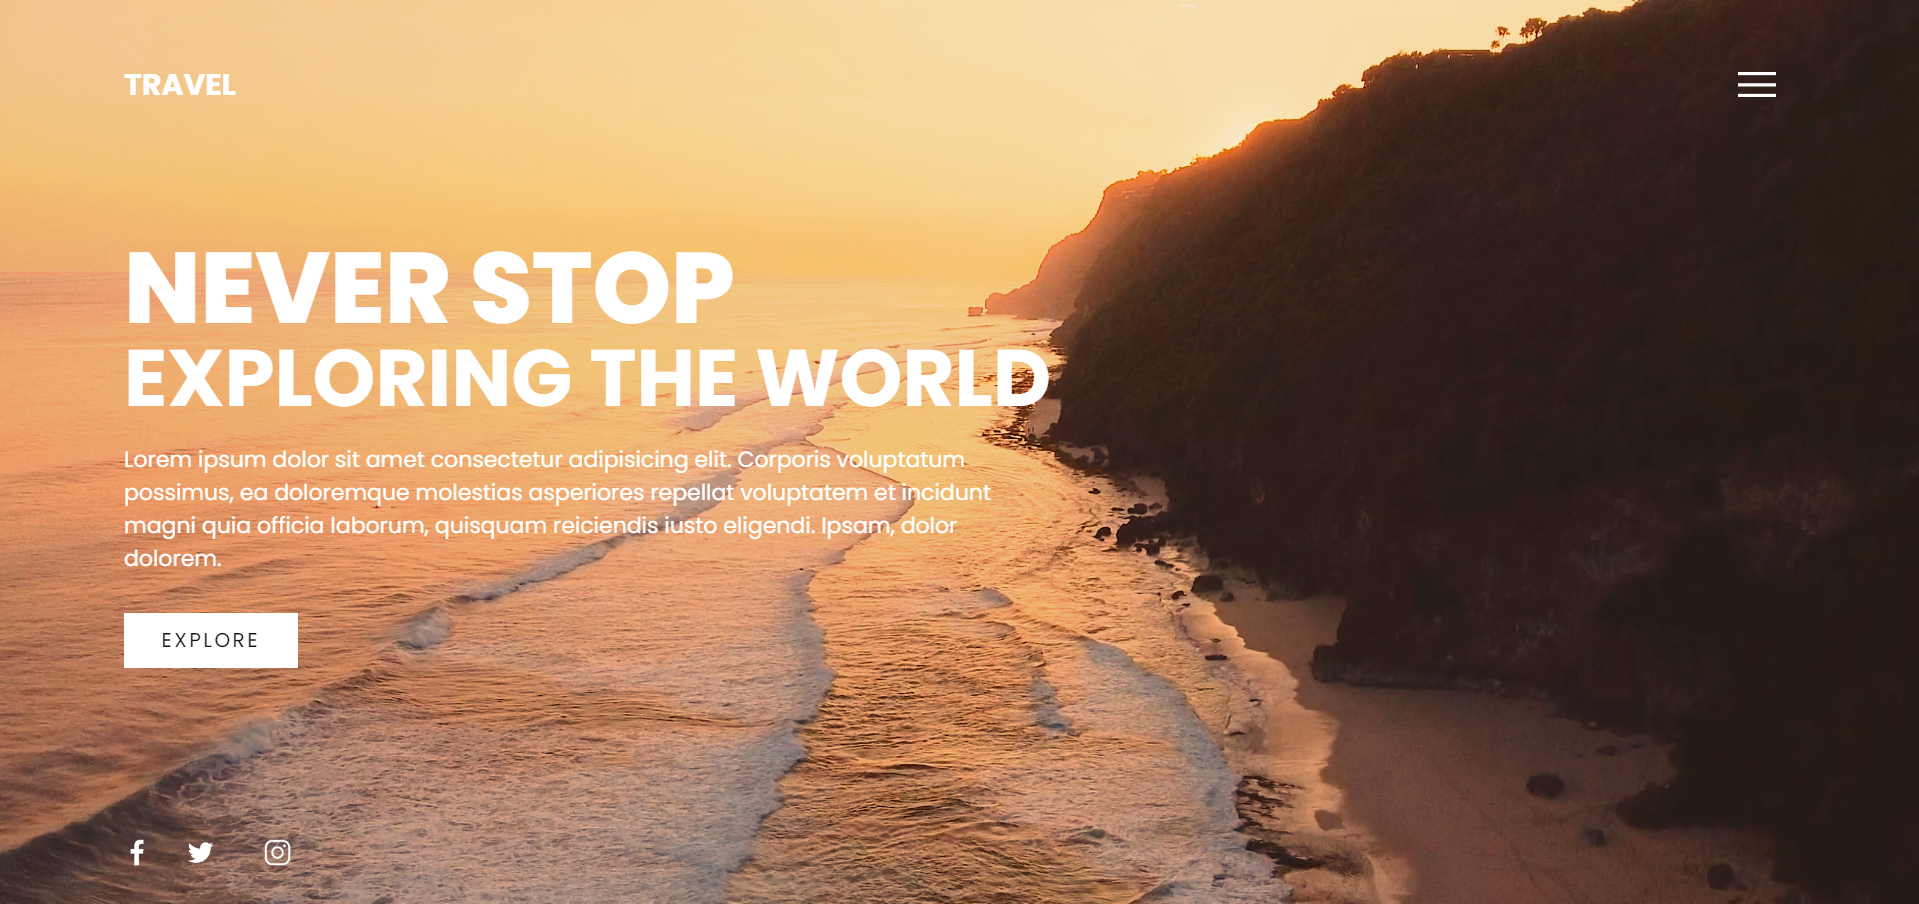 TRAVEL
NEVER STOP
EXPLORING THE WORLD
Lorem ipsum dolor sit amet consectetur adipisicing elit. Corporis voluptatum
possimus, ea doloremque molestias asperiores repellat voluptatem et incidunt
magni quia officia laborum, quisquam reiciendis iusto eligendi. Ipsam, dolor
dolorem.
EXPLORE